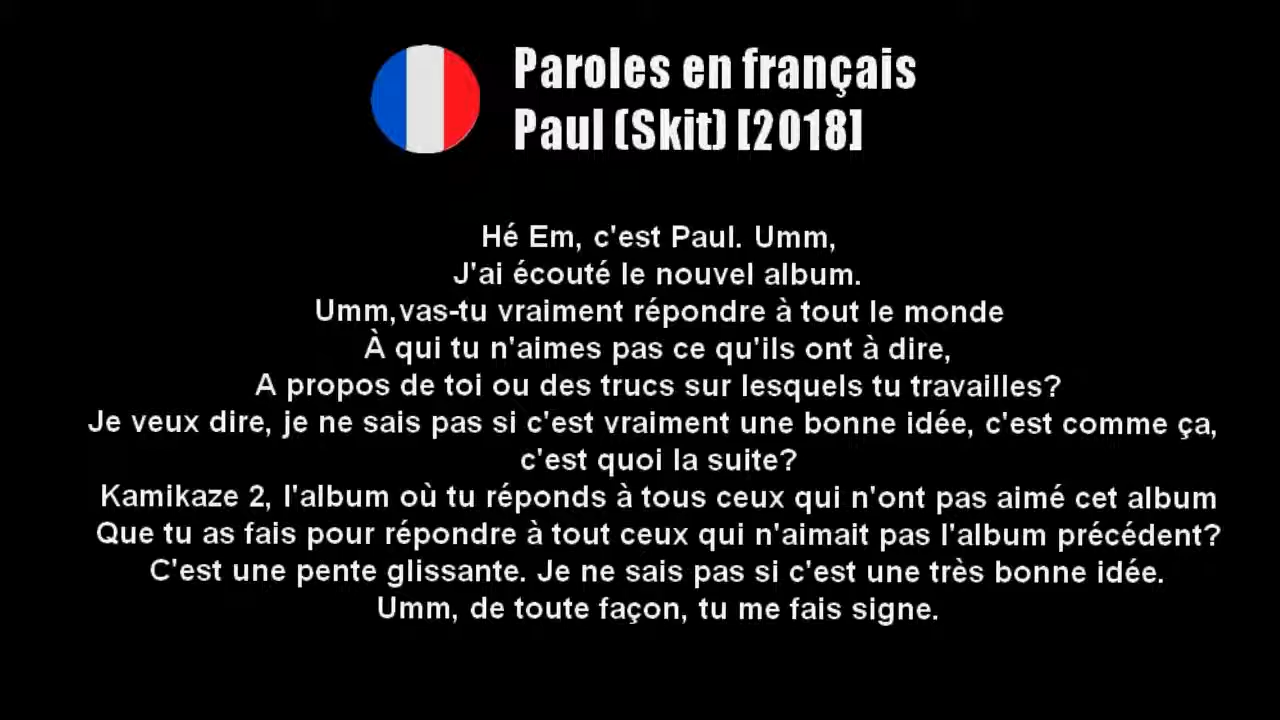 Paroles en français
Paul (Skit) [2018]
Hé Em, c'est Paul. Umm,
J'ai écouté le nouvel album.
Umm,vas-tu vraiment répondre à tout le monde
À qui tu n'aimes pas ce qu'ils ont à dire,
A propos de toi ou des trucs sur lesquels tu travailles?
Je veux dire, je ne sais pas si c'est vraiment une bonne idée, c'est comme ça,
c'est quoi la suite?
Kamikaze 2, l'album où tu réponds à tous ceux qui n'ont pas aimé cet album
Que tu as fais pour répondre à tout ceux qui n'aimait pas l'album précédent?
C'est une pente glissante. Je ne sais pas si c'est une très bonne idée.
Umm, de toute façon, tu me fais signe.